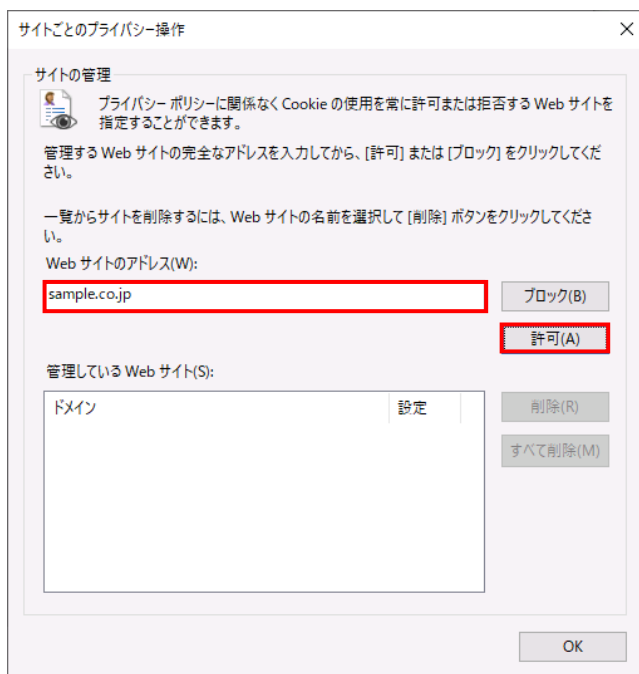 サイトごとのプライバシー操作
サイトの管理
プライバシー ポリシーに関係なく Cookie の使用を常に許可または拒否する Web サイトを
指定することができます。
管理する Web サイトの完全なアドレスを入力してから、[許可] または [ブロック] をクリックしてくだ
さい。
一覧からサイトを削除するには、Web サイトの名前を選択して [削除] ボタンをクリックしてくださ
い。
Web サイトのアドレス(W):
sample.co.jp
ブロック(B)
許可(A)
管理している Web サイト(S):
ドメイン 設定
削除(R)
すべて削除(M)
OK